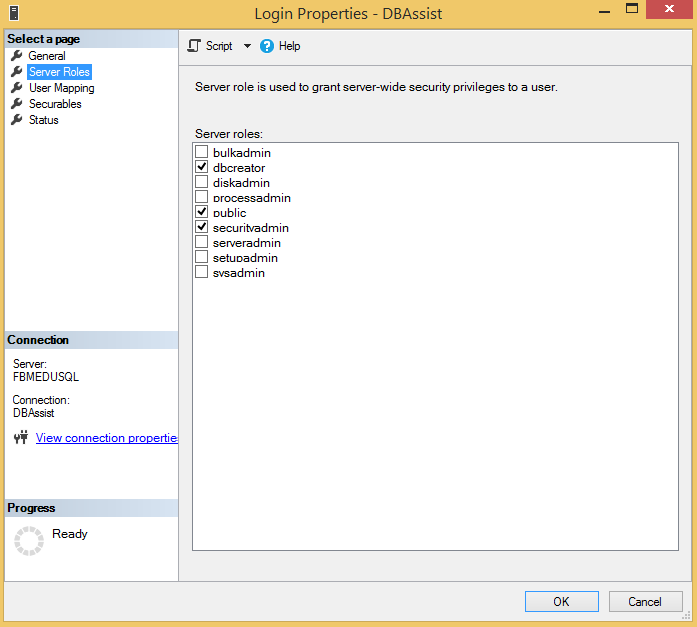 Login Properties - DBAssist
Select a page
General
Server Roles
User Mapping
Securables
Status
Script
Help
Server role is used to grant server-wide security privileges to a user.
Server roles:
bulkadmin
dbcreator
diskadmin
processadmin
public
securityadmin
serveradmin
setupadmin
sysadmin
Connection
Server:
FBMEDUSQL
Connection:
DBAssist
View connection propertie
Progress
Ready
OK
Cancel